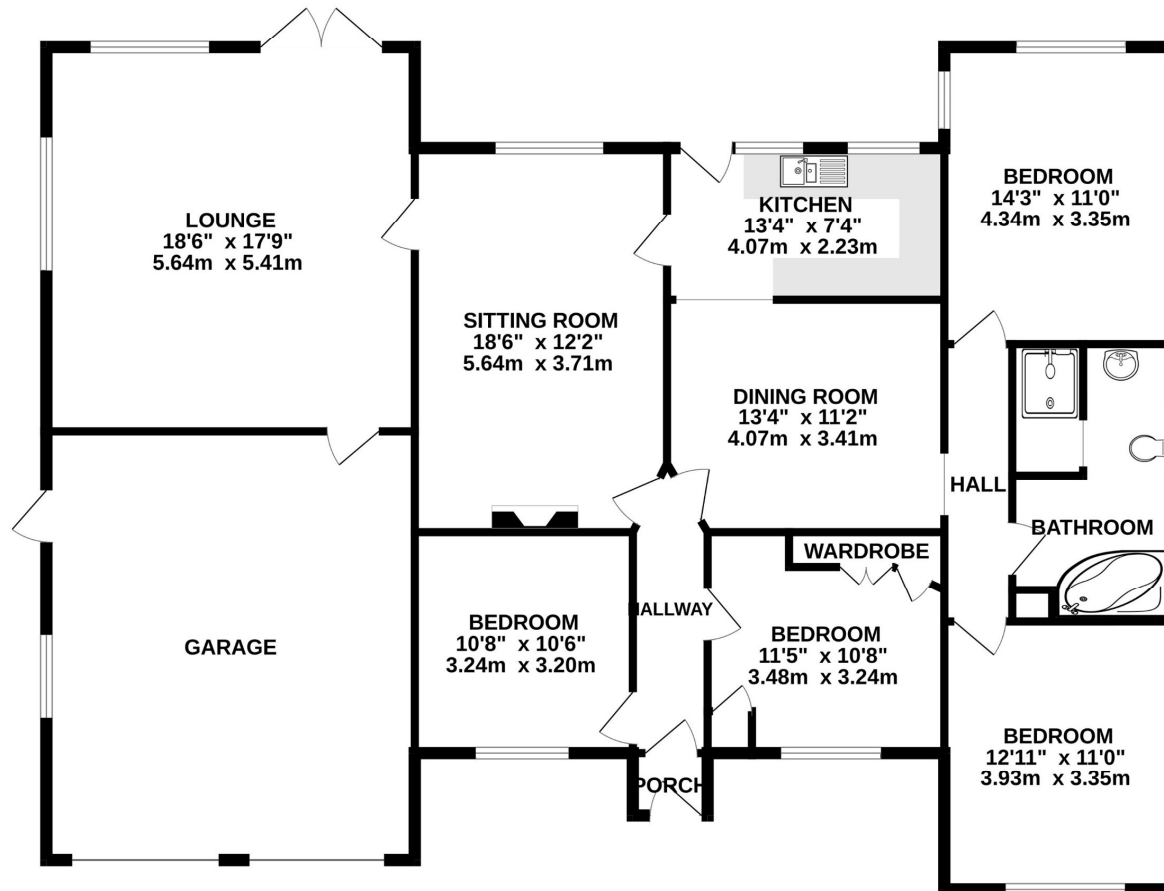 LOUNGE
18'6" x 17'9"
5.64m x 5.41m
SITTING ROOM
18'6" x 12'2"
5.64m x 3.71m
KITCHEN
13'4" x 7'4"
4.07m x 2.23m
BEDROOM
14'3" x 11'0"
4.34m x 3.35m
DINING ROOM
13'4" x 11'2"
4.07m x 3.41m
HALL
BATHROOM
WARDROBE
GARAGE
BEDROOM
10'8" x 10'6"
3.24m x 3.20m
HALLWAY
BEDROOM
11'5" x 10'8"
3.48m x 3.24m
BEDROOM
12'11" x 11'0"
3.93m x 3.35m
PORCH